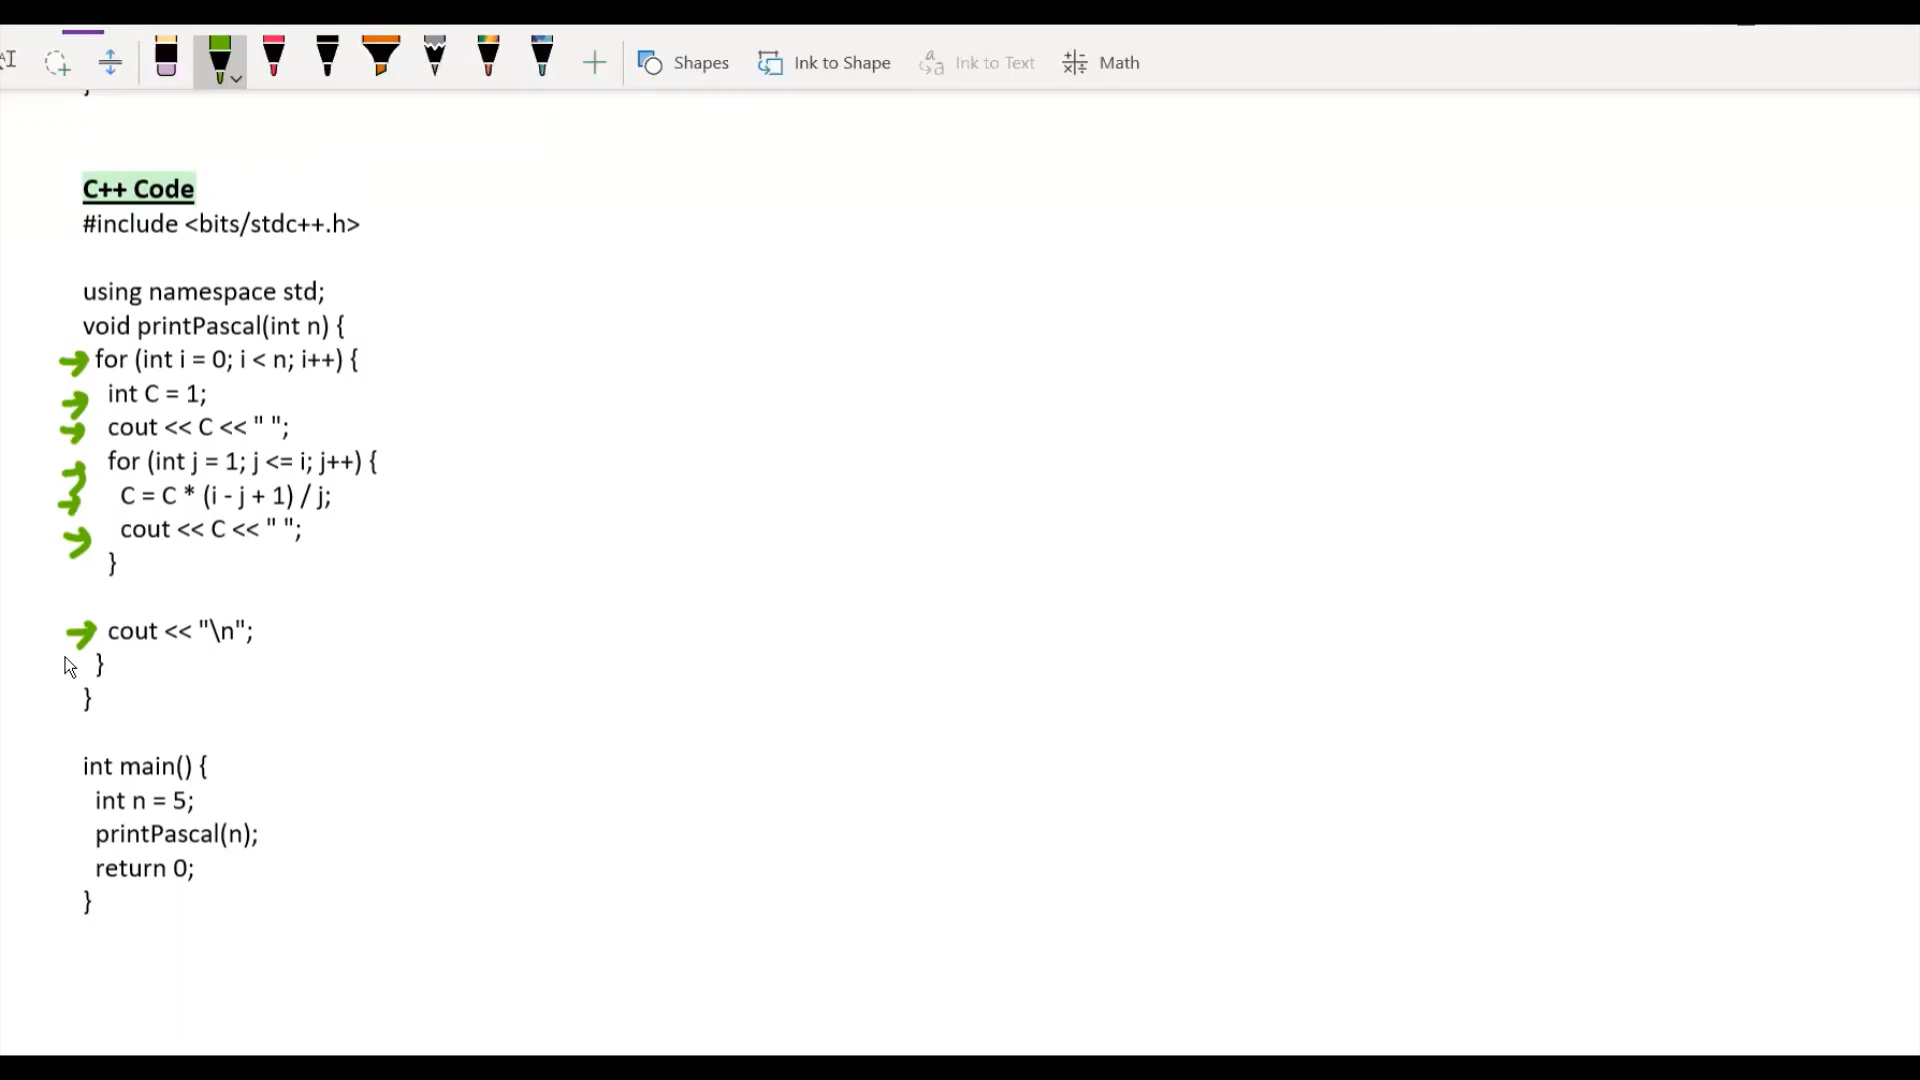 Shapes Ink to Shape Ink to Text Math
}
C++ Code
#include <bits/stdc++.h>
using namespace std;
void printPascal(int n) {
for (int i = 0; i < n; i++) {
int C = 1;
cout << C << " ";
for (int j = 1; j <= i; j++) {
C = C * (i - j + 1) / j;
cout << C << " ";
}
cout << "\n";
}
}
int main() {
int n = 5;
printPascal(n);
return 0;
}